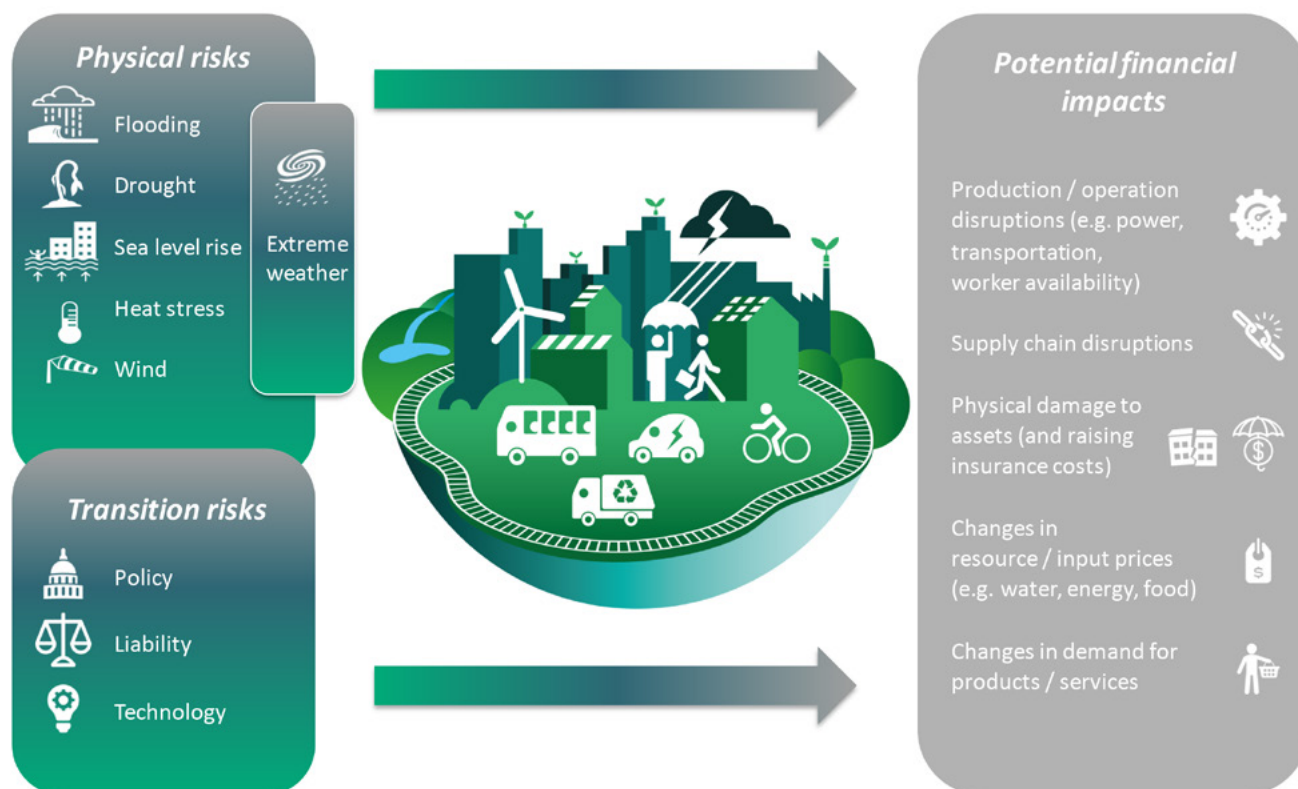 Physical risks
Flooding
Drought
Sea level rise
Heat stress
Wind
Extreme
weather
Transition risks
Policy
Liability
Technology
Potential financial
impacts
Production / operation
disruptions (e.g. power,
transportation,
worker availability)
Supply chain disruptions
Physical damage to
assets (and raising
insurance costs)
$
Changes in
resource / input prices
(e.g. water, energy, food)
$
Changes in demand for
products / services